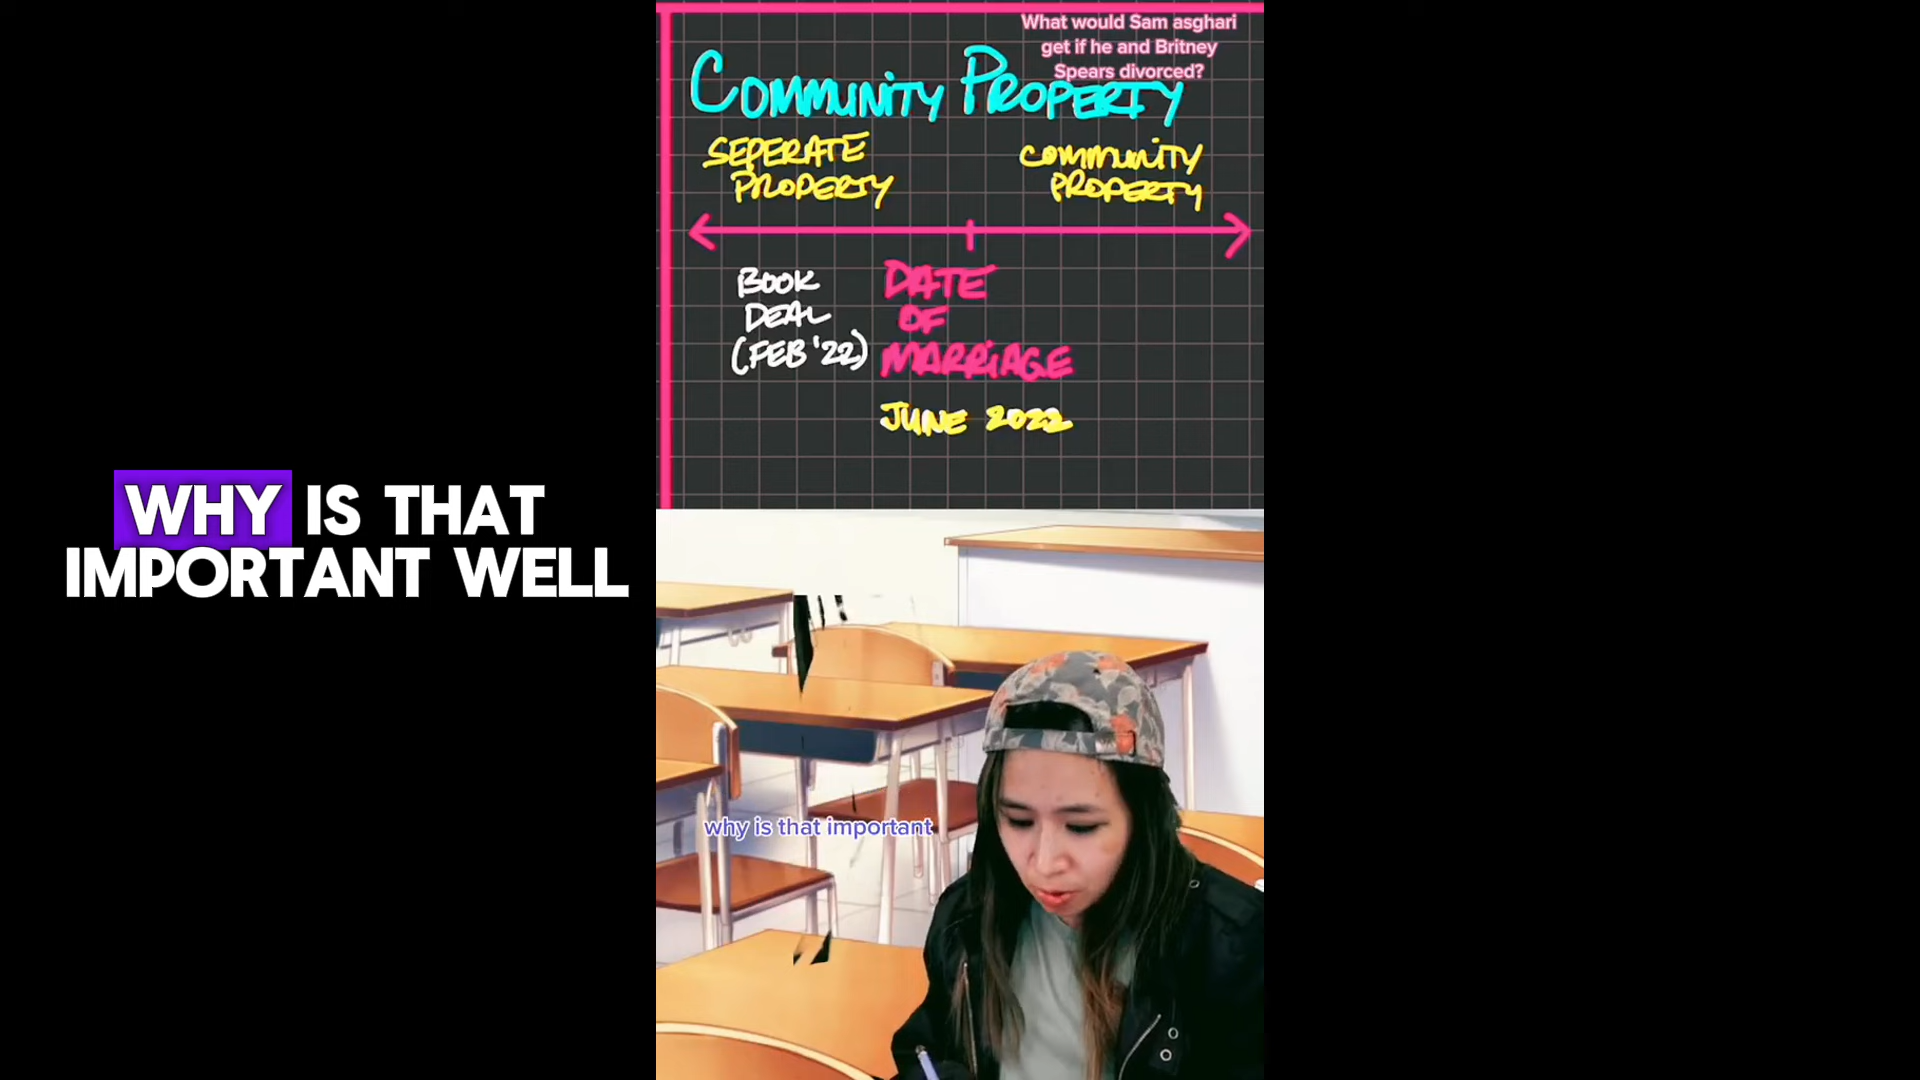 What would Sam asghari
get if he and Britney
Spears divorced?
COMMUNITY PROPERTY
SEPERATE
PROPERTY
COMMUNITY
PROPERTY
BOOK
DEAL
(FEB '22)
DATE
OF
MARRIAGE
JUNE 2022
WHY IS THAT
IMPORTANT WELL
why is that important